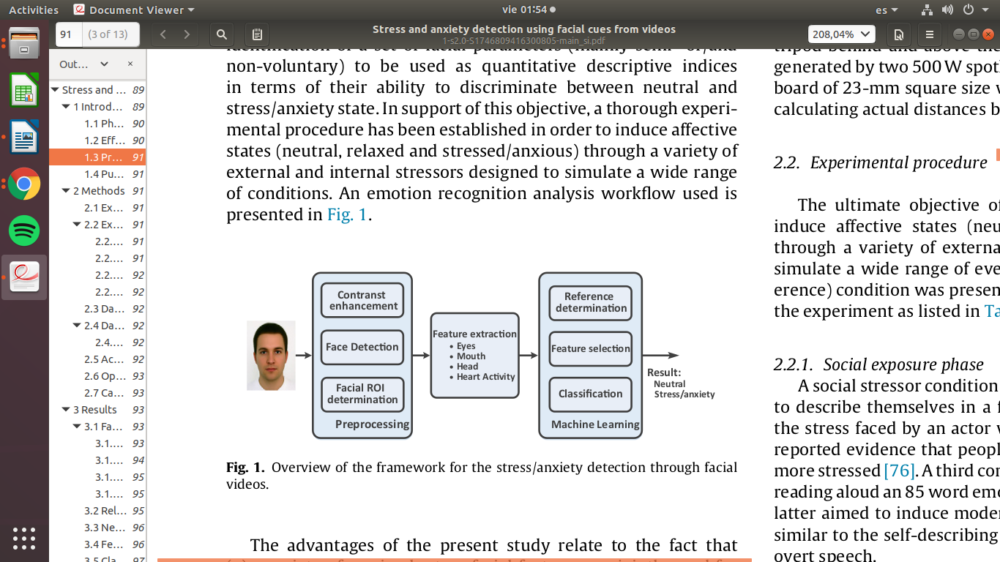 Activities
Document Viewer
vie 01:54
es
91
(3 of 13)
Stress and anxiety detection using facial cues from videos
1-s2.0-S1746809416300805-main_si.pdf
208,04%
Out…
Stress and … 89
1 Introd… 89
1.1 Ph… 90
1.2 Eff… 90
1.3 Pr… 91
1.4 Pu… 91
2 Methods 91
2.1 Ex… 91
2.2 Ex… 91
2.2.… 91
2.2.… 91
2.2.… 92
2.2.… 92
2.3 Da… 92
2.4 Da… 92
2.4.… 92
2.5 Ac… 92
2.6 Op… 92
2.7 Ca… 93
3 Results 93
3.1 Fa… 93
3.1.… 93
3.1.… 94
3.1.… 95
3.1.… 95
3.2 Rel… 95
3.3 Ne… 96
3.4 Fe… 96
3.5 Cla… 97
non-voluntary) to be used as quantitative descriptive indices
in terms of their ability to discriminate between neutral and
stress/anxiety state. In support of this objective, a thorough experi-
mental procedure has been established in order to induce affective
states (neutral, relaxed and stressed/anxious) through a variety of
external and internal stressors designed to simulate a wide range
of conditions. An emotion recognition analysis workflow used is
presented in Fig. 1.
Contranst
enhancement
Face Detection
Facial ROI
determination
Preprocessing
Feature extraction
• Eyes
• Mouth
• Head
• Heart Activity
Reference
determination
Feature selection
Classification
Machine Learning
Result:
Neutral
Stress/anxiety
Fig. 1. Overview of the framework for the stress/anxiety detection through facial
videos.
The advantages of the present study relate to the fact that
tripod behind and above the
generated by two 500 W spotl
board of 23-mm square size w
calculating actual distances b
2.2. Experimental procedure
The ultimate objective of
induce affective states (neu
through a variety of externa
simulate a wide range of eve
erence) condition was presen
the experiment as listed in Ta
2.2.1. Social exposure phase
A social stressor condition
to describe themselves in a f
the stress faced by an actor w
reported evidence that peopl
more stressed [76]. A third con
reading aloud an 85 word emo
latter aimed to induce moder
similar to the self-describing
overt speech.